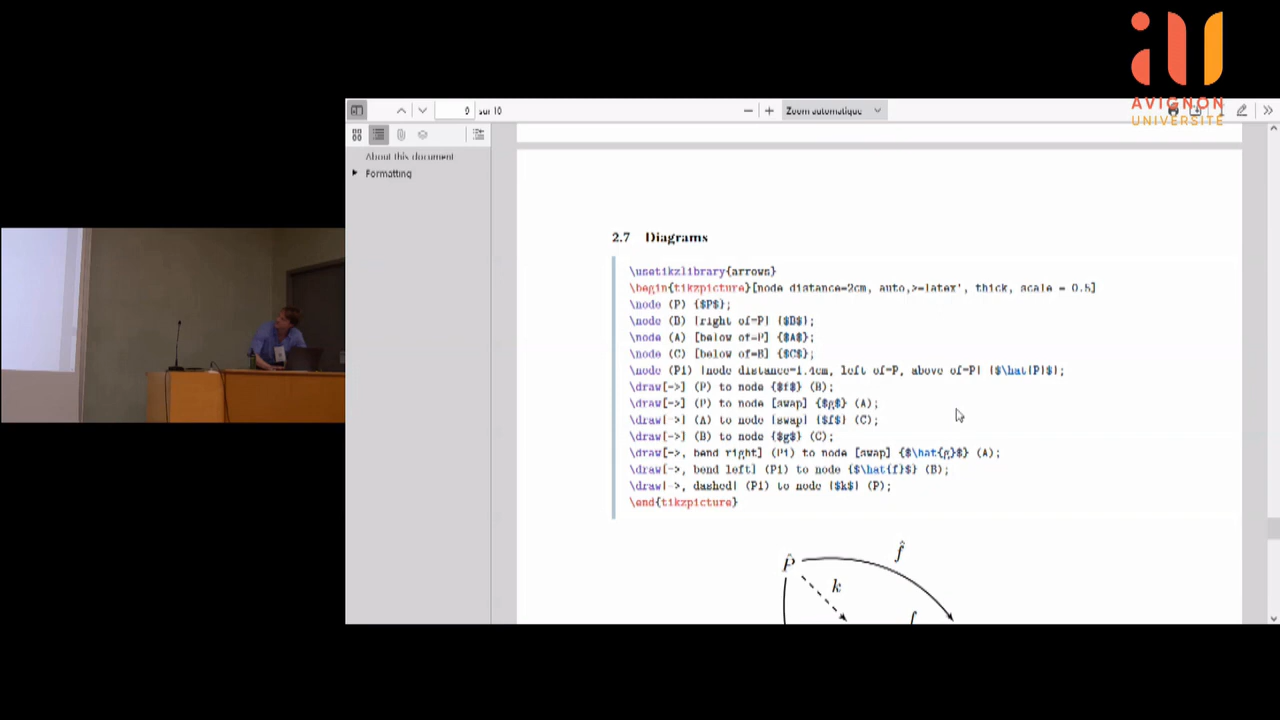 AVIGNON
UNIVERSITÉ
sur 10
Zoom automatique
About this document
Formatting
2.7 Diagrams
\usetikzlibrary{arrows}
\begin{tikzpicture}[node distance=2cm, auto,>=latex', thick, scale = 0.5]
\node (P) {$P$};
\node (B) [right of=P] {$B$};
\node (A) [below of=P] {$A$};
\node (C) [below of=B] {$C$};
\node (P1) [node distance=1.4cm, left of=P, above of=P] {$\hat{P}$};
\draw[->] (P) to node {$f$} (B);
\draw[->] (P) to node [swap] {$g$} (A);
\draw[->] (A) to node [swap] {$f$} (C);
\draw[->] (B) to node {$g$} (C);
\draw[->, bend right] (P1) to node [swap] {$\hat{g}$} (A);
\draw[->, bend left] (P1) to node {$\hat{f}$} (B);
\draw[->, dashed] (P1) to node {$k$} (P);
\end{tikzpicture}
f̂
P̂
k